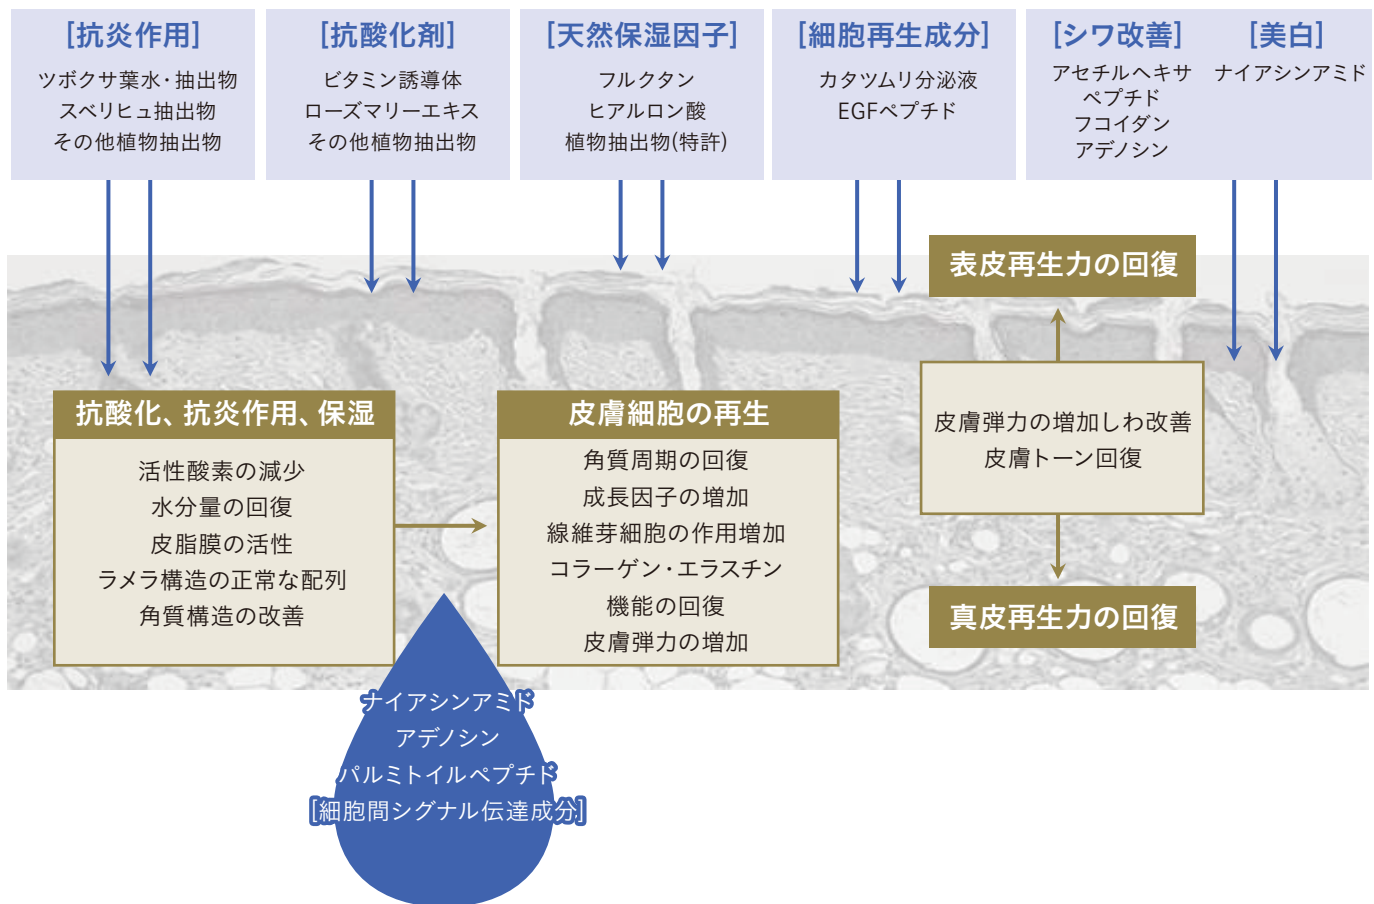 [抗炎作用]
ツボクサ葉水・抽出物
スベリヒュ抽出物
その他植物抽出物
[抗酸化剤]
ビタミン誘導体
ローズマリーエキス
その他植物抽出物
[天然保湿因子]
フルクタン
ヒアルロン酸
植物抽出物(特許)
[細胞再生成分]
カタツムリ分泌液
EGFペプチド
[シワ改善]
アセチルヘキサ
ペプチド
フコイダン
アデノシン
[美白]
ナイアシンアミド
抗酸化、抗炎作用、保湿
活性酸素の減少
水分量の回復
皮脂膜の活性
ラメラ構造の正常な配列
角質構造の改善
皮膚細胞の再生
角質周期の回復
成長因子の増加
線維芽細胞の作用増加
コラーゲン・エラスチン
機能の回復
皮膚弾力の増加
表皮再生力の回復
皮膚弾力の増加しわ改善
皮膚トーン回復
真皮再生力の回復
ナイアシンアミド
アデノシン
パルミトイルペプチド
[細胞間シグナル伝達成分]